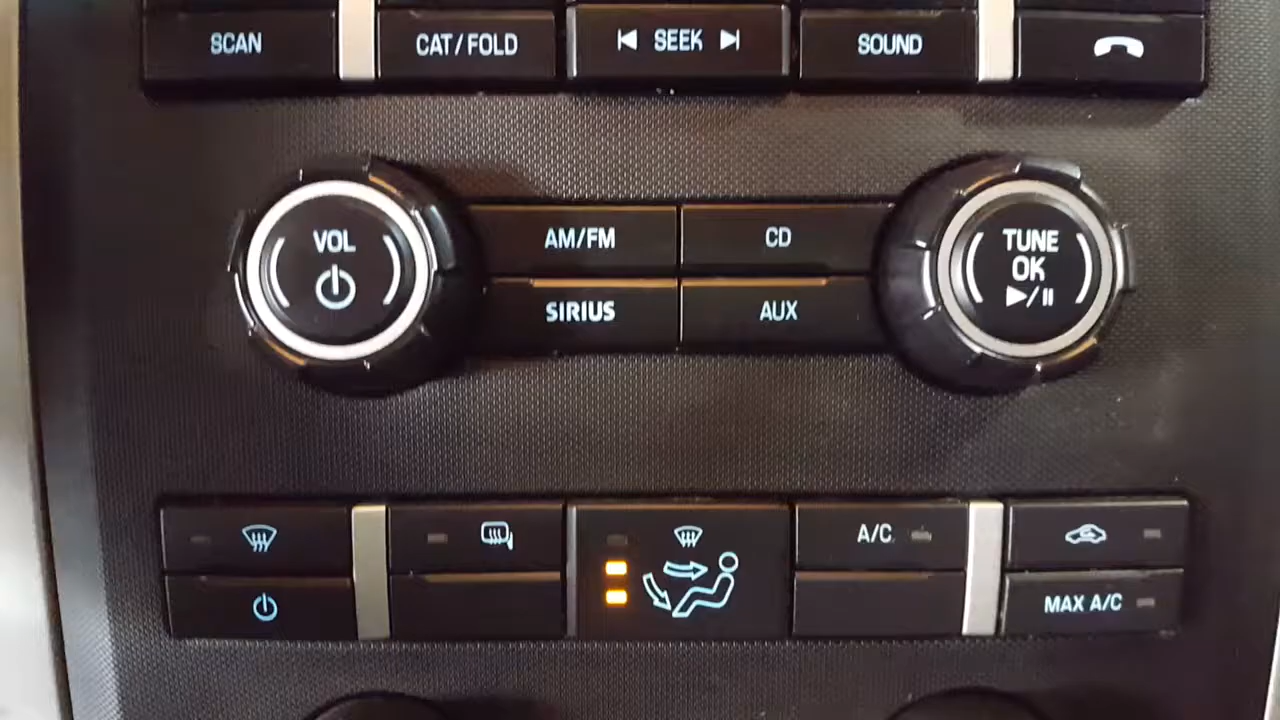 SCAN
CAT/FOLD
SEEK
SOUND
VOL
AM/FM
CD
TUNE
OK
SIRIUS
AUX
A/C
MAX A/C